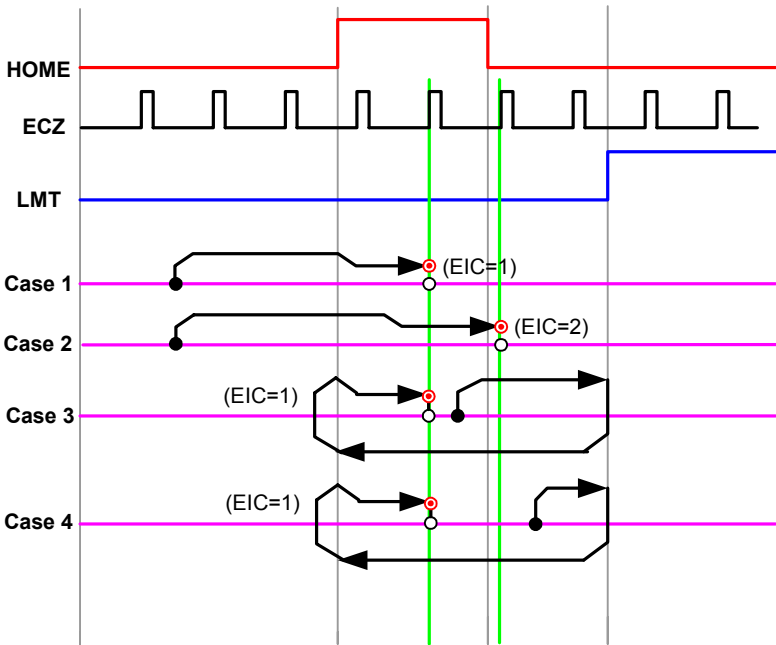 HOME
ECZ
LMT
Case 1
(EIC=1)
Case 2
(EIC=2)
(EIC=1)
Case 3
(EIC=1)
Case 4